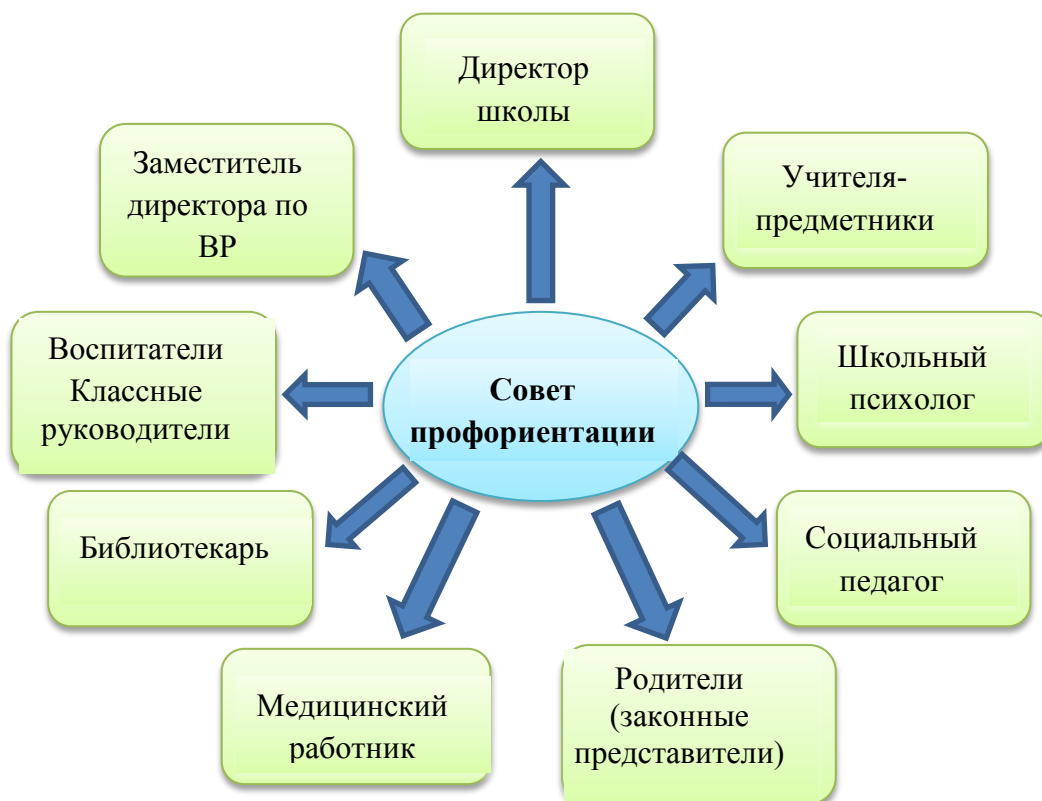 Директор
школы
Заместитель
директора по
ВР
Учителя-
предметники
Воспитатели
Классные
руководители
Совет
профориентации
Школьный
психолог
Библиотекарь
Социальный
педагог
Медицинский
работник
Родители
(законные
представители)